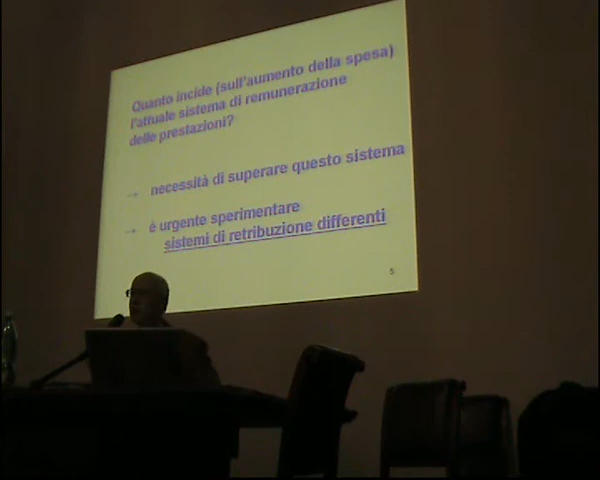 Quanto incide (sull'aumento della spesa)
l'attuale sistema di remunerazione
delle prestazioni?
→ necessità di superare questo sistema
→ è urgente sperimentare
sistemi di retribuzione differenti
5